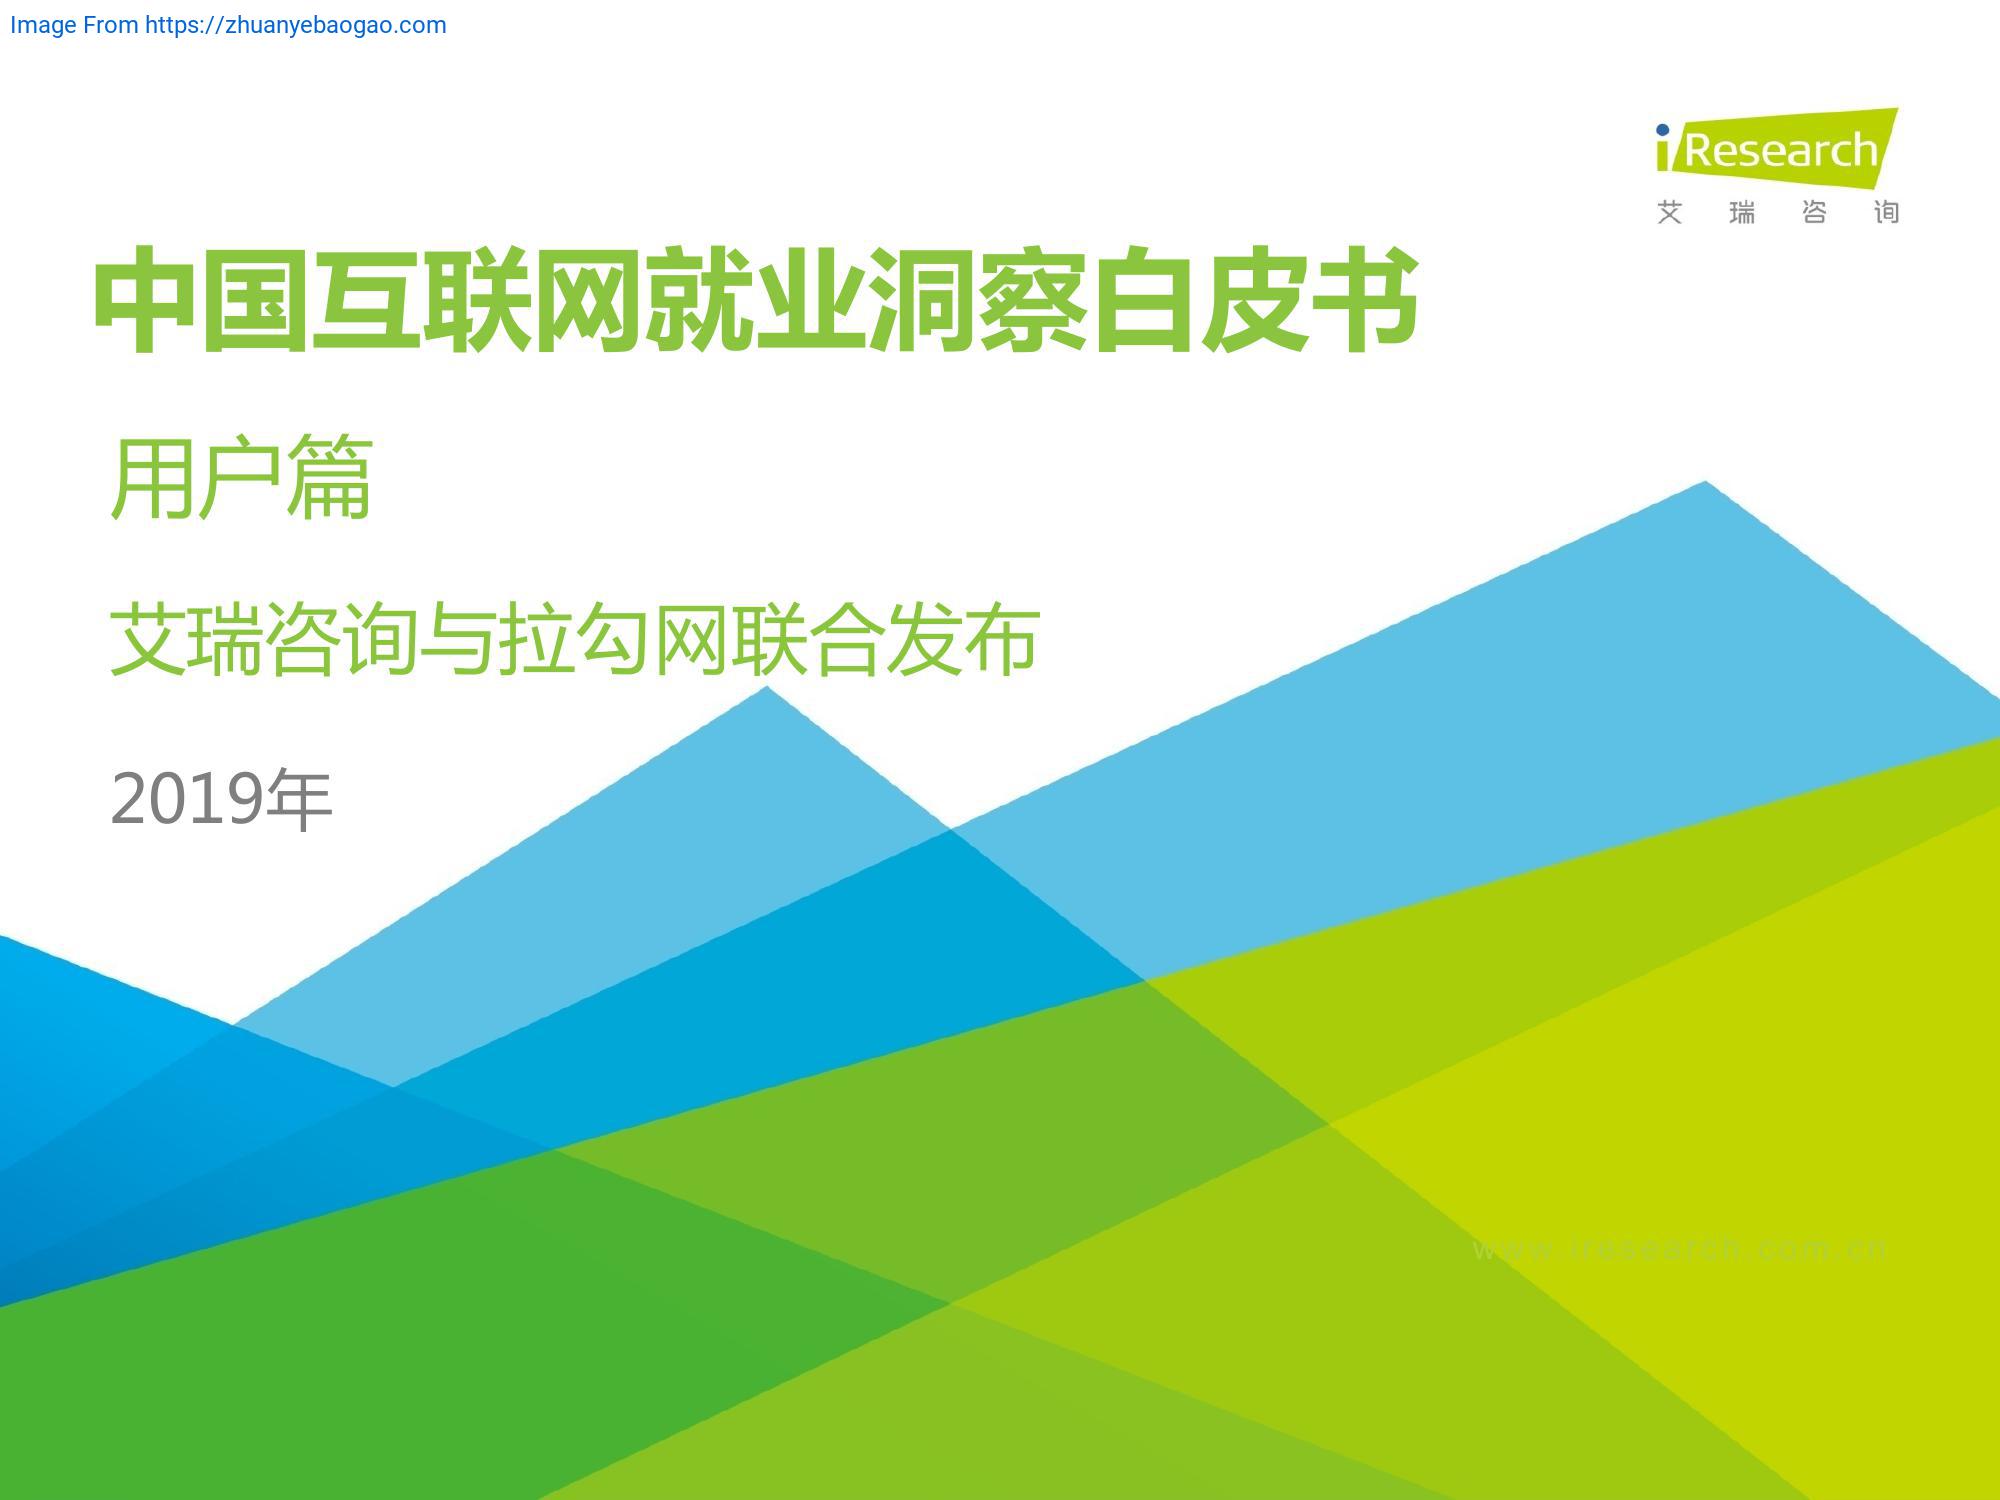 Image From https://zhuanyebaogao.com
iResearch
艾瑞咨询
中国互联网就业洞察白皮书
用户篇
艾瑞咨询与拉勾网联合发布
2019年
www.iresearch.com.cn